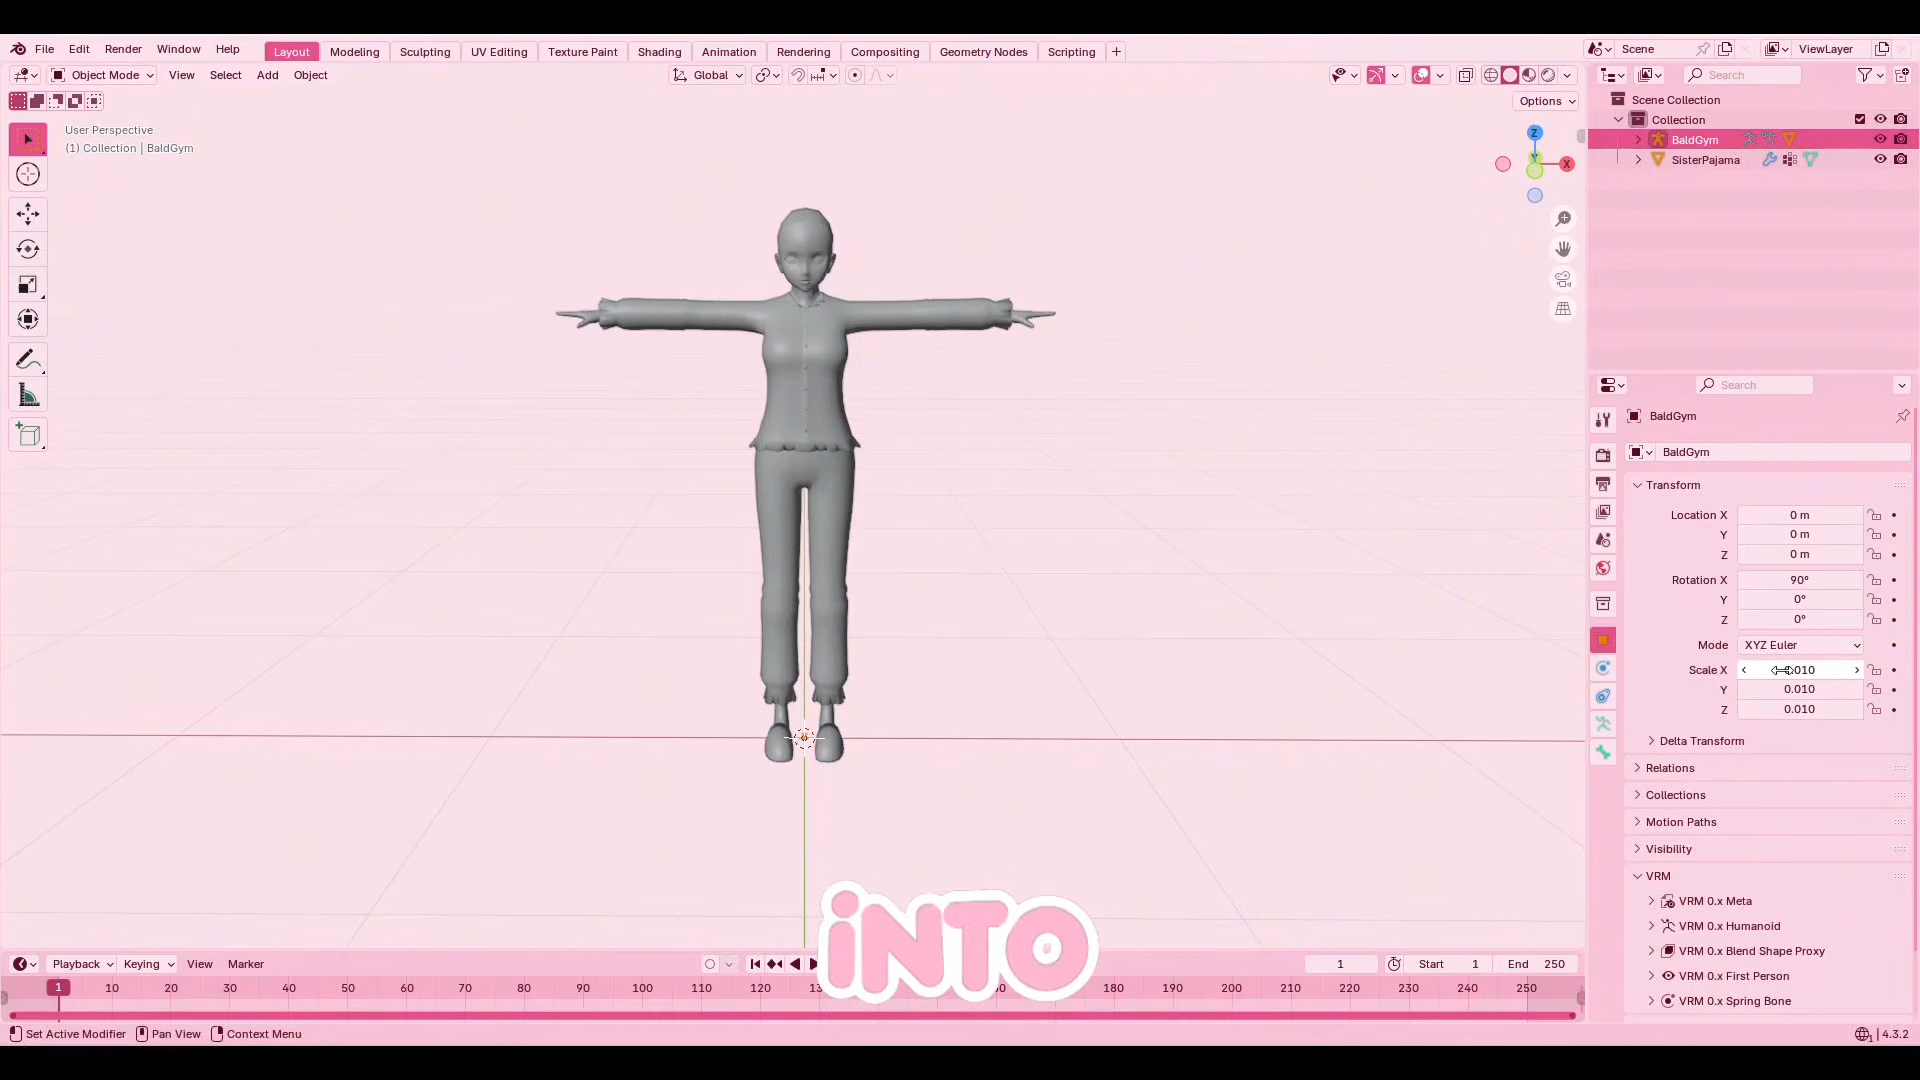 File Edit Render Window Help Layout Modeling Sculpting UV Editing Texture Paint Shading Animation Rendering Compositing Geometry Nodes Scripting + Scene ViewLayer
Object Mode View Select Add Object Global Search
Options
User Perspective
(1) Collection | BaldGym
Z
Y
X
Scene Collection
Collection
BaldGym
SisterPajama
Search
BaldGym
BaldGym
Transform
Location X 0 m
Y 0 m
Z 0 m
Rotation X 90°
Y 0°
Z 0°
Mode XYZ Euler
Scale X .010
Y 0.010
Z 0.010
Delta Transform
Relations
Collections
Motion Paths
Visibility
VRM
VRM 0.x Meta
VRM 0.x Humanoid
VRM 0.x Blend Shape Proxy
VRM 0.x First Person
VRM 0.x Spring Bone
iNTO
Playback Keying View Marker 1 Start 1 End 250
1 10 20 30 40 50 60 70 80 90 100 110 120 150 160 170 180 190 200 210 220 230 240 250
Set Active Modifier Pan View Context Menu 4.3.2